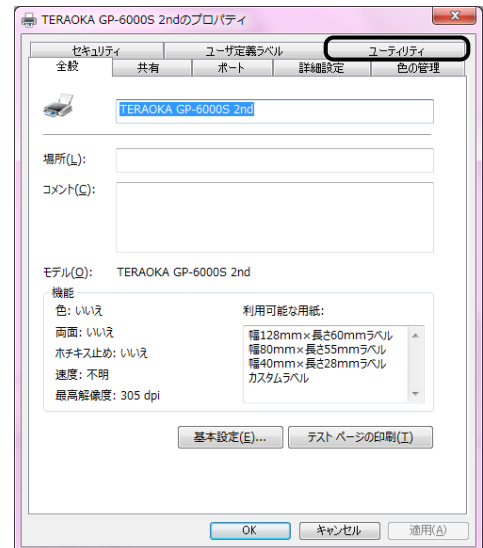 TERAOKA GP-6000S 2ndのプロパティ
セキュリティ ユーザ定義ラベル ユーティリティ
全般 共有 ポート 詳細設定 色の管理
TERAOKA GP-6000S 2nd
場所(L):
コメント(C):
モデル(O): TERAOKA GP-6000S 2nd
機能
色: いいえ 利用可能な用紙:
両面: いいえ
ホチキス止め: いいえ
速度: 不明
最高解像度: 305 dpi
幅128mm×長さ60mmラベル
幅80mm×長さ55mmラベル
幅40mm×長さ28mmラベル
カスタムラベル
基本設定(E)... テスト ページの印刷(T)
OK キャンセル 適用(A)